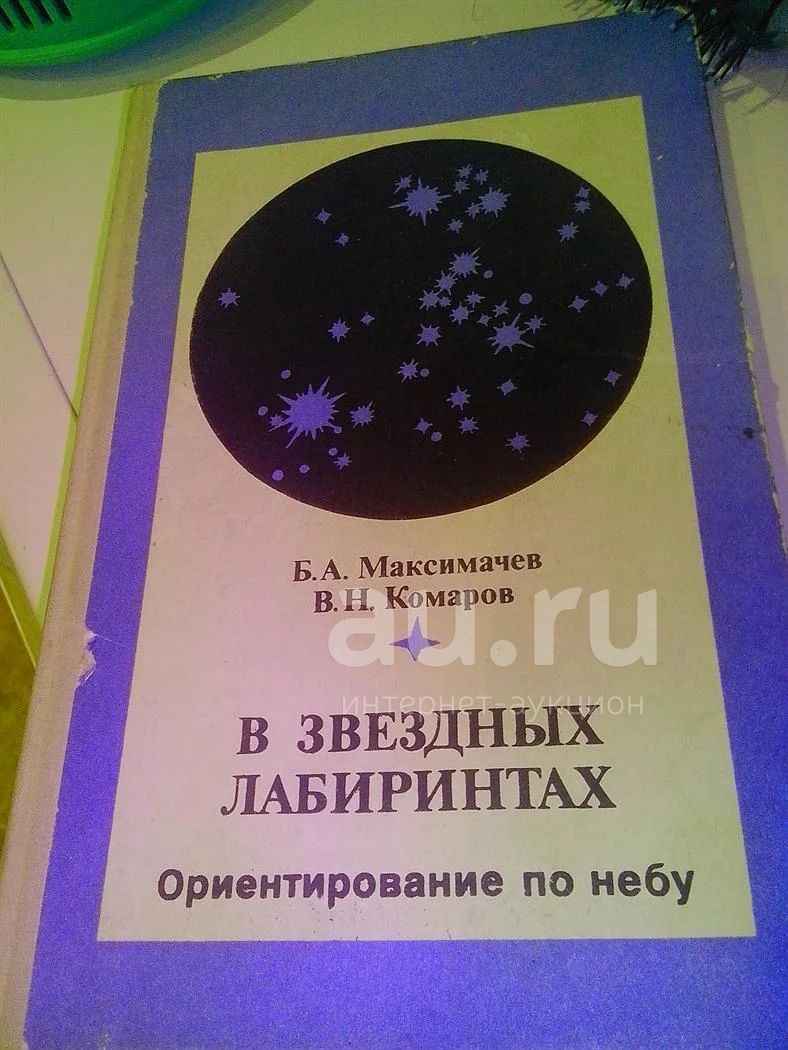 Б.А. Максимачев
В.Н. Комаров
au.ru
интернет-аукцион
В ЗВЕЗДНЫХ
ЛАБИРИНТАХ
Ориентирование по небу